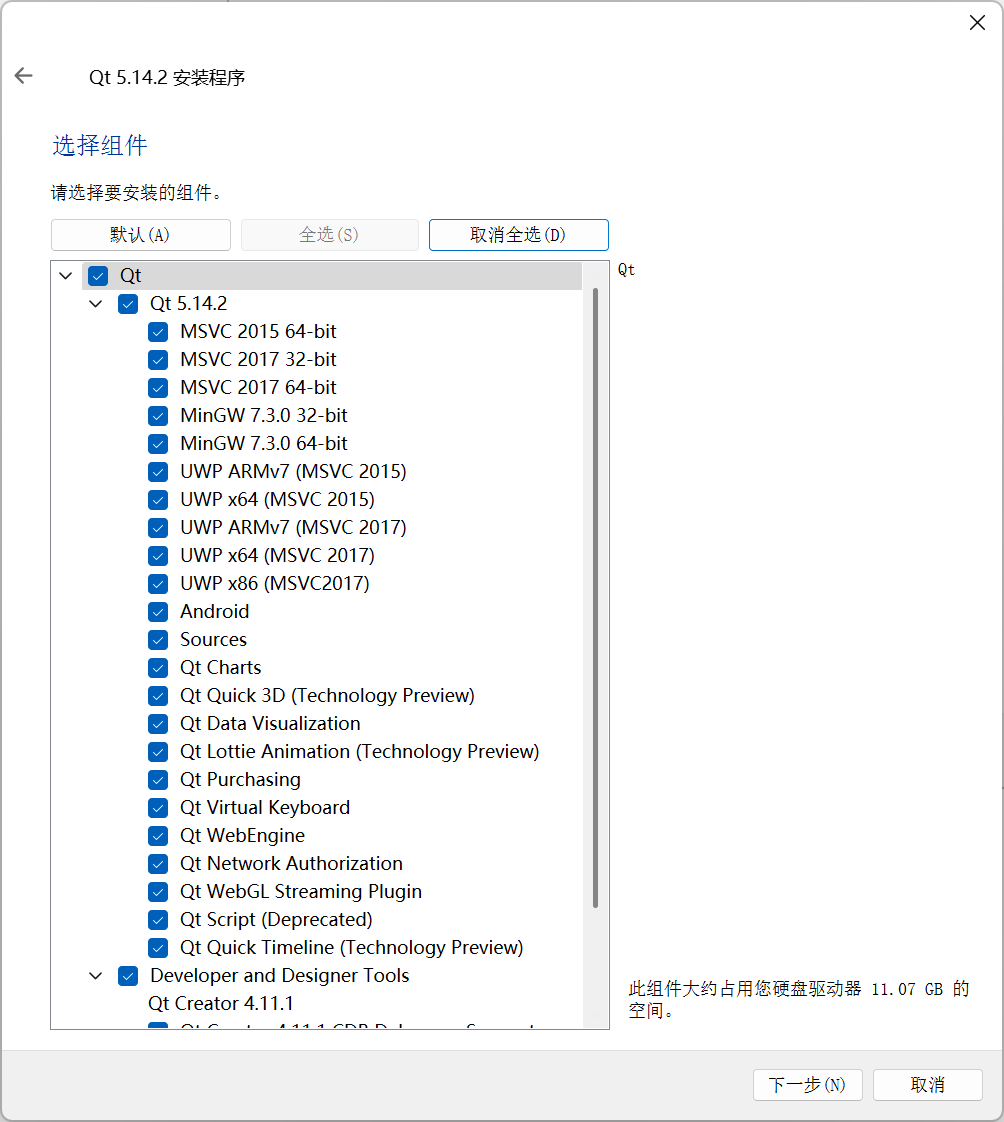 Qt 5.14.2 安装程序
选择组件
请选择要安装的组件。
默认(A)
全选(S)
取消全选(D)
Qt
Qt
Qt 5.14.2
MSVC 2015 64-bit
MSVC 2017 32-bit
MSVC 2017 64-bit
MinGW 7.3.0 32-bit
MinGW 7.3.0 64-bit
UWP ARMv7 (MSVC 2015)
UWP x64 (MSVC 2015)
UWP ARMv7 (MSVC 2017)
UWP x64 (MSVC 2017)
UWP x86 (MSVC2017)
Android
Sources
Qt Charts
Qt Quick 3D (Technology Preview)
Qt Data Visualization
Qt Lottie Animation (Technology Preview)
Qt Purchasing
Qt Virtual Keyboard
Qt WebEngine
Qt Network Authorization
Qt WebGL Streaming Plugin
Qt Script (Deprecated)
Qt Quick Timeline (Technology Preview)
Developer and Designer Tools
Qt Creator 4.11.1
此组件大约占用您硬盘驱动器 11.07 GB 的
空间。
下一步(N)
取消